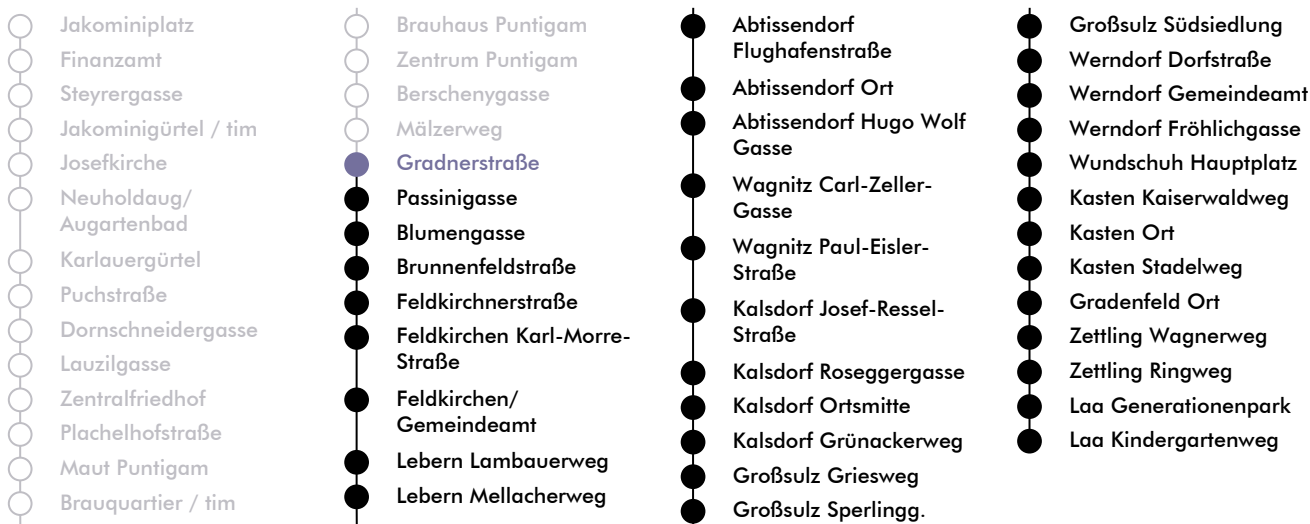 Jakominiplatz
Finanzamt
Steyrergasse
Jakominigürtel / tim
Josefkirche
Neuholdaug/
Augartenbad
Karlauergürtel
Puchstraße
Dornschneidergasse
Lauzilgasse
Zentralfriedhof
Plachelhofstraße
Maut Puntigam
Brauquartier / tim
Brauhaus Puntigam
Zentrum Puntigam
Berschenygasse
Mälzerweg
Gradnerstraße
Passinigasse
Blumengasse
Brunnenfeldstraße
Feldkirchnerstraße
Feldkirchen Karl-Morre-
Straße
Feldkirchen/
Gemeindeamt
Lebern Lambauerweg
Lebern Mellacherweg
Abtissendorf
Flughafenstraße
Abtissendorf Ort
Abtissendorf Hugo Wolf
Gasse
Wagnitz Carl-Zeller-
Gasse
Wagnitz Paul-Eisler-
Straße
Kalsdorf Josef-Ressel-
Straße
Kalsdorf Roseggergasse
Kalsdorf Ortsmitte
Kalsdorf Grünackerweg
Großsulz Griesweg
Großsulz Sperlingg.
Großsulz Südsiedlung
Werndorf Dorfstraße
Werndorf Gemeindeamt
Werndorf Fröhlichgasse
Wundschuh Hauptplatz
Kasten Kaiserwaldweg
Kasten Ort
Kasten Stadelweg
Gradenfeld Ort
Zettling Wagnerweg
Zettling Ringweg
Laa Generationenpark
Laa Kindergartenweg